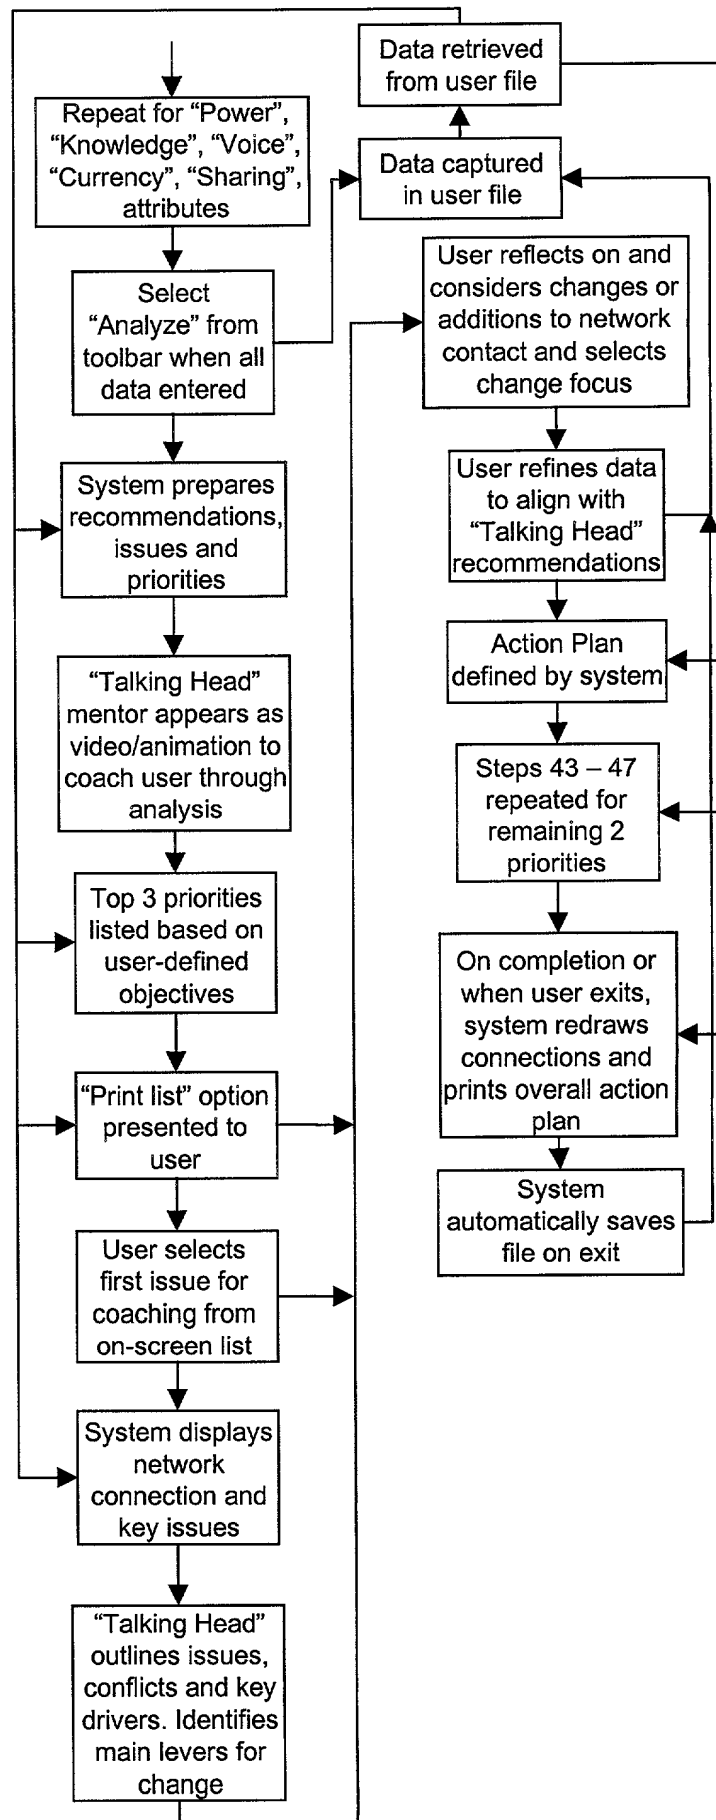 Data retrieved
from user file
Repeat for “Power”,
“Knowledge”, “Voice”,
“Currency”, “Sharing”,
attributes
Data captured
in user file
Select
“Analyze” from
toolbar when all
data entered
System prepares
recommendations,
issues and
priorities
“Talking Head”
mentor appears as
video/animation to
coach user through
analysis
Top 3 priorities
listed based on
user-defined
objectives
“Print list” option
presented to
user
User selects
first issue for
coaching from
on-screen list
System displays
network
connection and
key issues
“Talking Head”
outlines issues,
conflicts and key
drivers. Identifies
main levers for
change
User reflects on and
considers changes or
additions to network
contact and selects
change focus
User refines data
to align with
“Talking Head”
recommendations
Action Plan
defined by system
Steps 43 – 47
repeated for
remaining 2
priorities
On completion or
when user exits,
system redraws
connections and
prints overall action
plan
System
automatically saves
file on exit